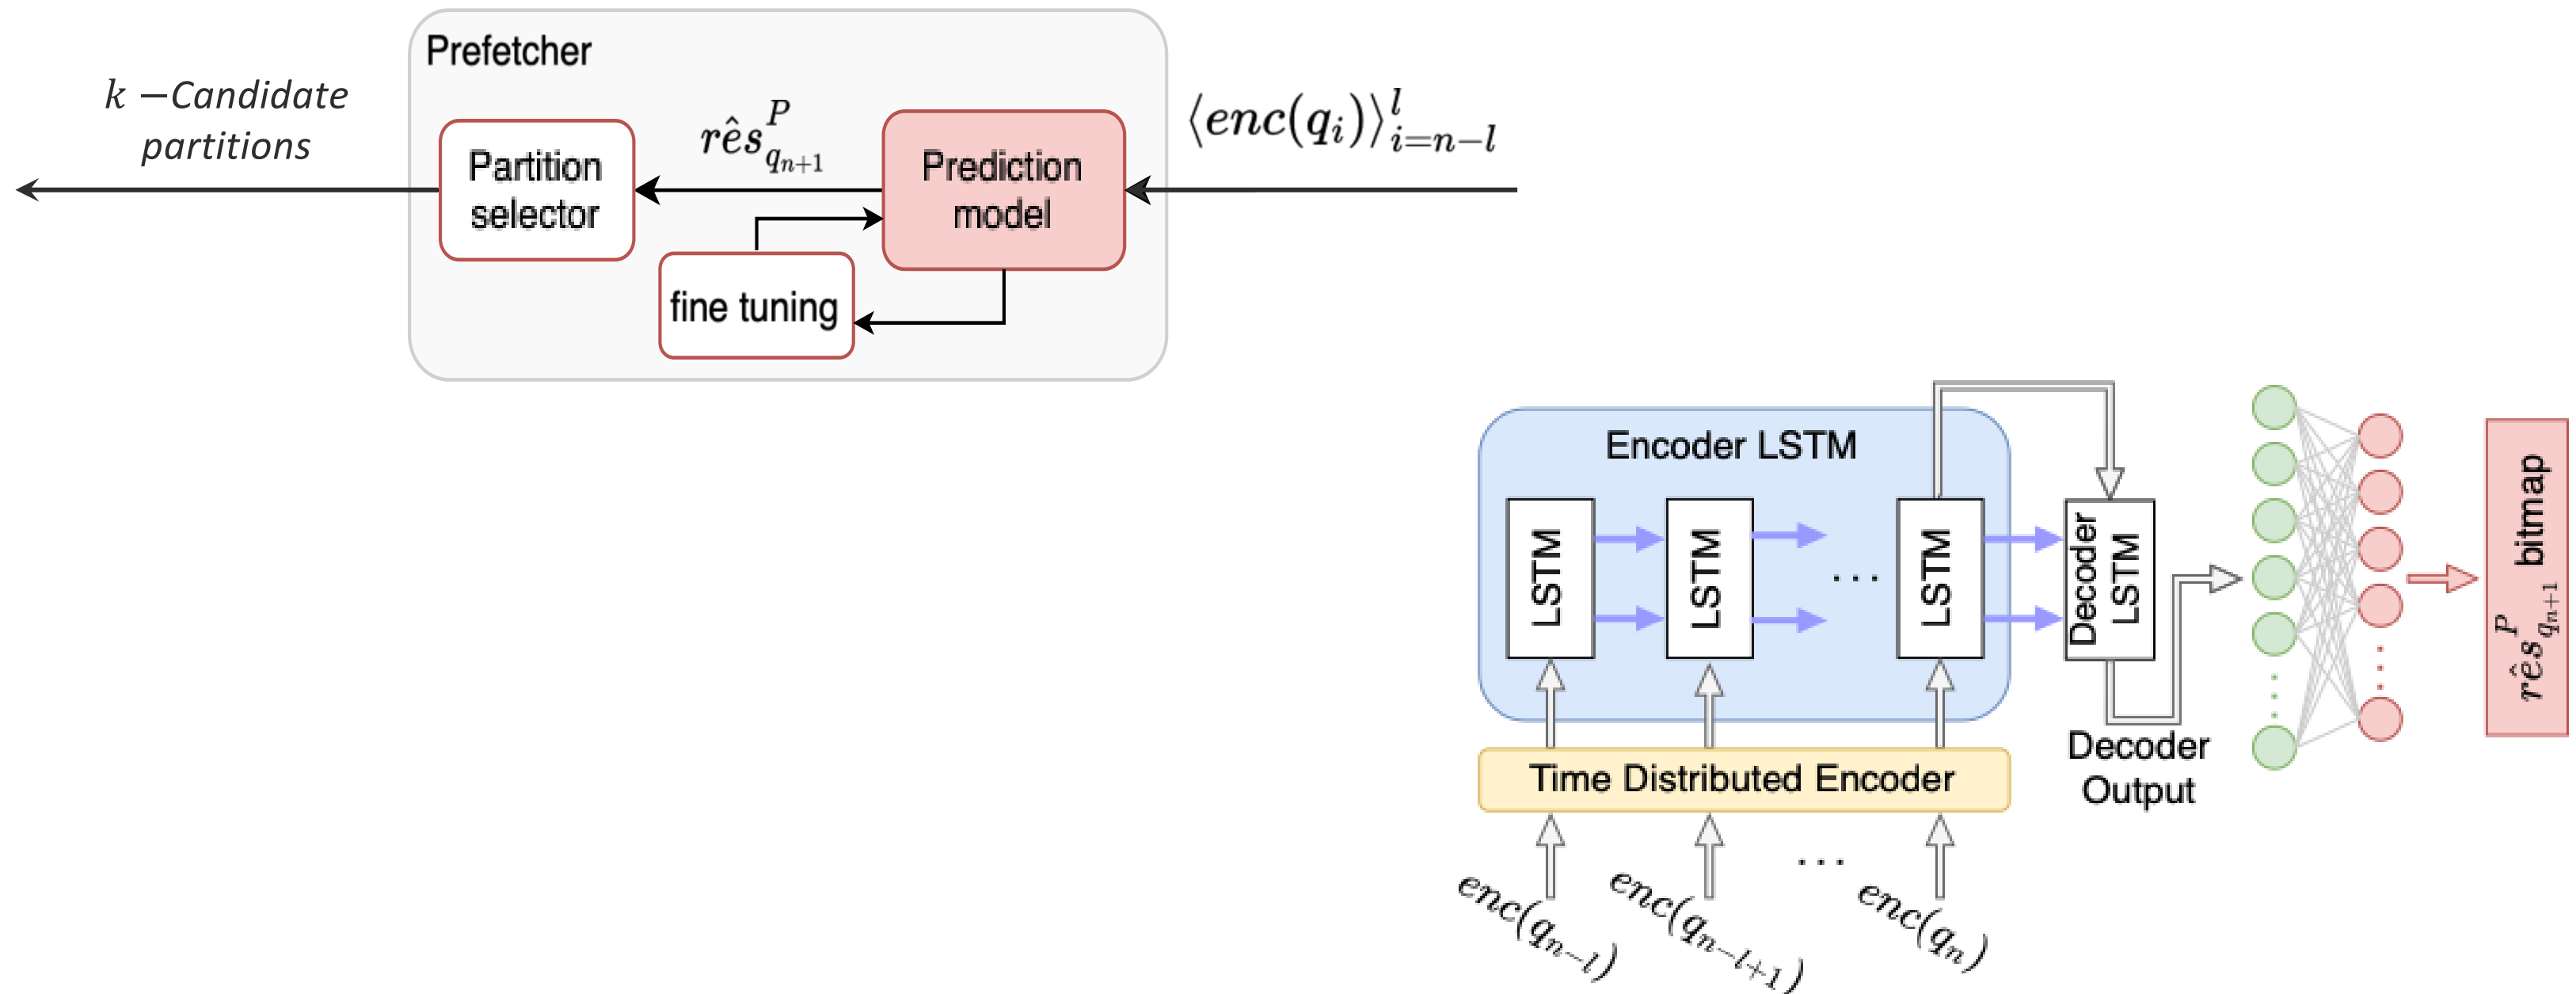 Prefetcher
k −Candidate
partitions
Partition
selector
rês^P_{q_{n+1}}
Prediction
model
⟨enc(q_i)⟩^l_{i=n−l}
fine tuning
Encoder LSTM
LSTM
LSTM
...
LSTM
Decoder
LSTM
Time Distributed Encoder
Decoder
Output
rês^P_{q_{n+1}} bitmap
enc(q_{n−l})
enc(q_{n−l+1})
...
enc(q_n)